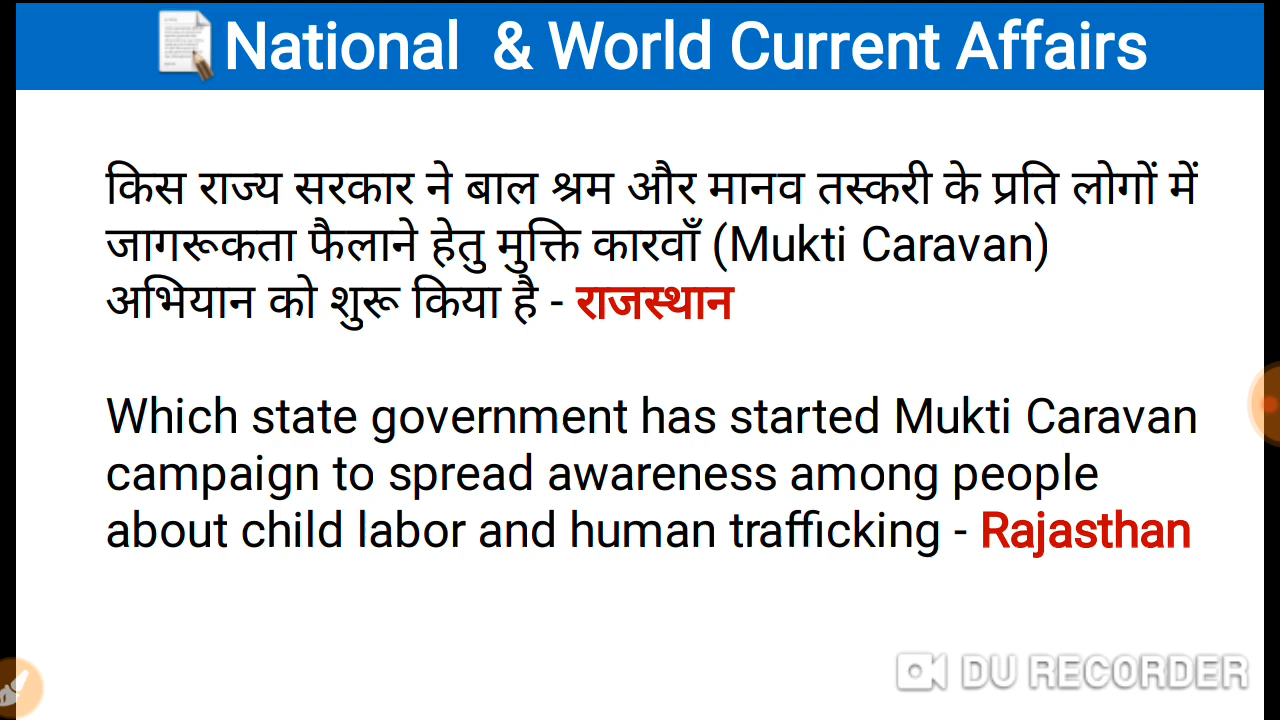 National & World Current Affairs
किस राज्य सरकार ने बाल श्रम और मानव तस्करी के प्रति लोगों में
जागरूकता फैलाने हेतु मुक्ति कारवाँ (Mukti Caravan)
अभियान को शुरू किया है - राजस्थान
Which state government has started Mukti Caravan
campaign to spread awareness among people
about child labor and human trafficking - Rajasthan
DU RECORDER